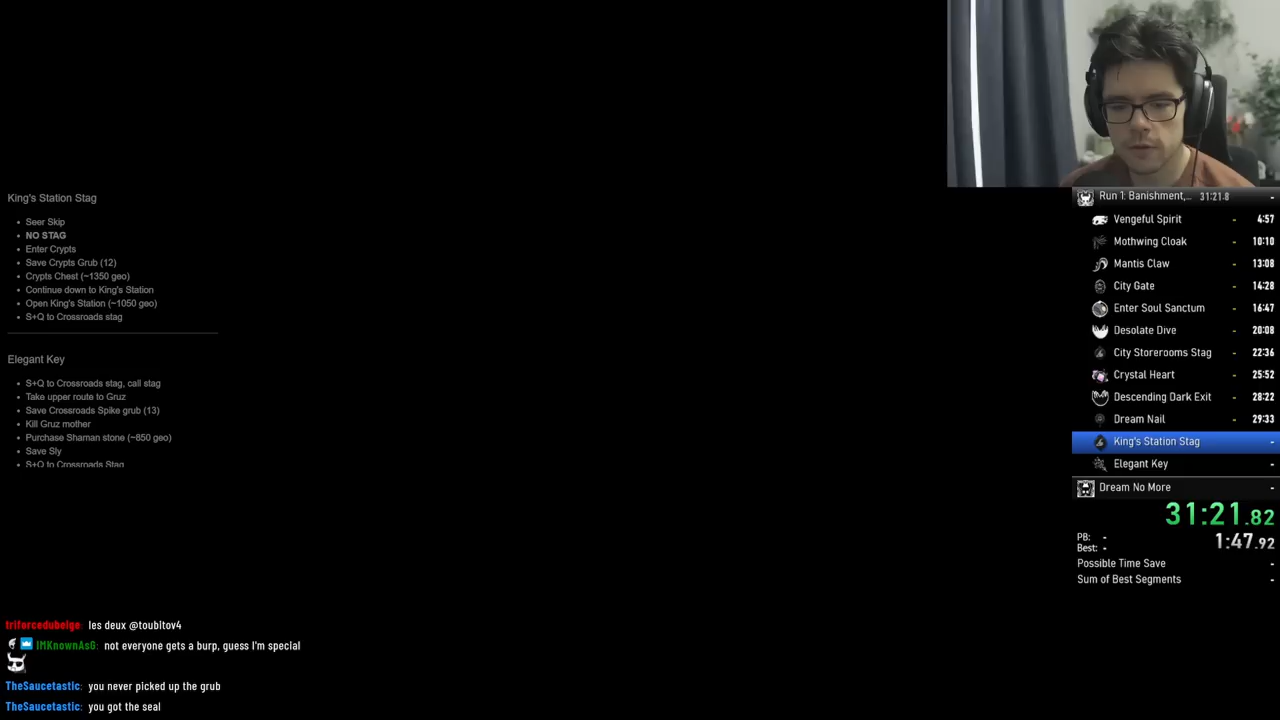 King's Station Stag
• Seer Skip
• NO STAG
• Enter Crypts
• Save Crypts Grub (12)
• Crypts Chest (~1350 geo)
• Continue down to King's Station
• Open King's Station (~1050 geo)
• S+Q to Crossroads stag
Elegant Key
• S+Q to Crossroads stag, call stag
• Take upper route to Gruz
• Save Crossroads Spike grub (13)
• Kill Gruz mother
• Purchase Shaman stone (~850 geo)
• Save Sly
• S+Q to Crossroads Stag
Run 1: Banishment,... 31:21.8 -
Vengeful Spirit - 4:57
Mothwing Cloak - 10:10
Mantis Claw - 13:08
City Gate - 14:28
Enter Soul Sanctum - 16:47
Desolate Dive - 20:08
City Storerooms Stag - 22:36
Crystal Heart - 25:52
Descending Dark Exit - 28:22
Dream Nail - 29:33
King's Station Stag -
Elegant Key -
Dream No More -
31:21.82
PB: -
Best: -
1:47.92
Possible Time Save -
Sum of Best Segments -
triforcedubelge: les deux @toubltov4
IMKnownAsG: not everyone gets a burp, guess I'm special
TheSaucetastic: you never picked up the grub
TheSaucetastic: you got the seal